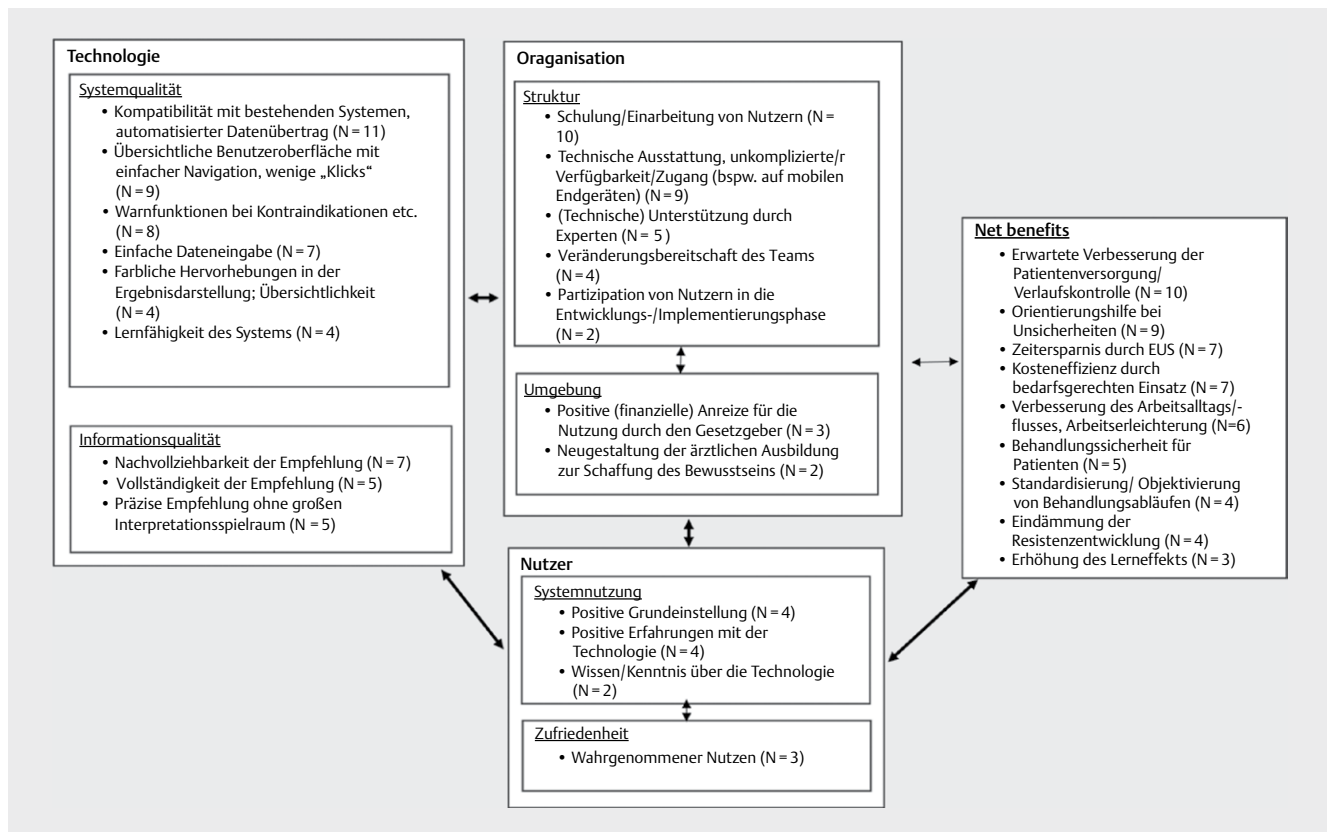 Technologie
Systemqualität
• Kompatibilität mit bestehenden Systemen,
automatisierter Datenübertrag (N = 11)
• Übersichtliche Benutzeroberfläche mit
einfacher Navigation, wenige „Klicks“
(N = 9)
• Warnfunktionen bei Kontraindikationen etc.
(N = 8)
• Einfache Dateneingabe (N = 7)
• Farbliche Hervorhebungen in der
Ergebnisdarstellung; Übersichtlichkeit
(N = 4)
• Lernfähigkeit des Systems (N = 4)
Informationsqualität
• Nachvollziehbarkeit der Empfehlung (N = 7)
• Vollständigkeit der Empfehlung (N = 5)
• Präzise Empfehlung ohne großen
Interpretationsspielraum (N = 5)
Oraganisation
Struktur
• Schulung/Einarbeitung von Nutzern (N =
10)
• Technische Ausstattung, unkomplizierte/r
Verfügbarkeit/Zugang (bspw. auf mobilen
Endgeräten) (N = 9)
• (Technische) Unterstützung durch
Experten (N = 5 )
• Veränderungsbereitschaft des Teams
(N = 4)
• Partizipation von Nutzern in die
Entwicklungs-/Implementierungsphase
(N = 2)
Umgebung
• Positive (finanzielle) Anreize für die
Nutzung durch den Gesetzgeber (N = 3)
• Neugestaltung der ärztlichen Ausbildung
zur Schaffung des Bewusstseins (N = 2)
Nutzer
Systemnutzung
• Positive Grundeinstellung (N = 4)
• Positive Erfahrungen mit der
Technologie (N = 4)
• Wissen/Kenntnis über die Technologie
(N = 2)
Zufriedenheit
• Wahrgenommener Nutzen (N = 3)
Net benefits
• Erwartete Verbesserung der
Patientenversorgung/
Verlaufskontrolle (N = 10)
• Orientierungshilfe bei
Unsicherheiten (N = 9)
• Zeitersparnis durch EUS (N = 7)
• Kosteneffizienz durch
bedarfsgerechten Einsatz (N = 7)
• Verbesserung des Arbeitsalltags/-
flusses, Arbeitserleichterung (N=6)
• Behandlungssicherheit für
Patienten (N = 5)
• Standardisierung/ Objektivierung
von Behandlungsabläufen (N = 4)
• Eindämmung der
Resistenzentwicklung (N = 4)
• Erhöhung des Lerneffekts (N = 3)